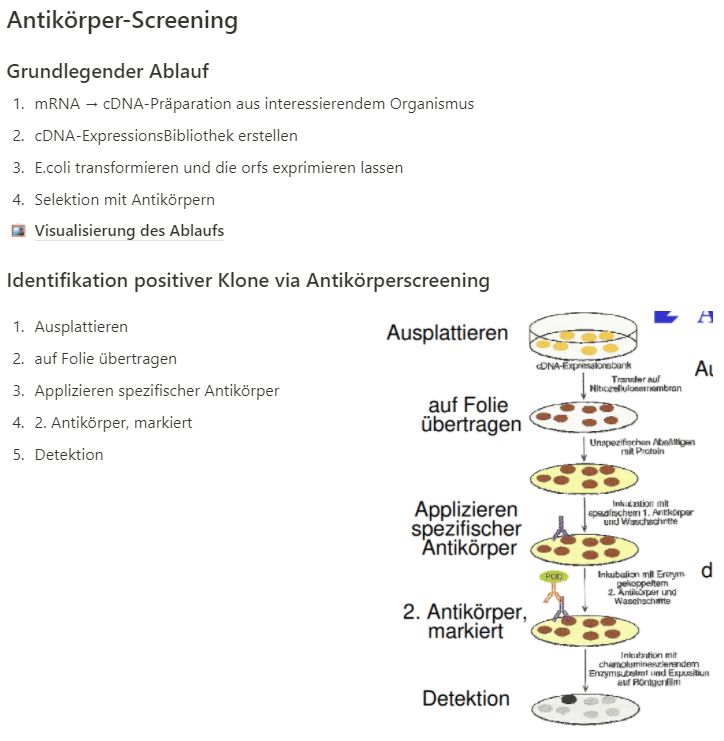 Antikörper-Screening
Grundlegender Ablauf
1. mRNA → cDNA-Präparation aus interessierendem Organismus
2. cDNA-ExpressionsBibliothek erstellen
3. E.coli transformieren und die orfs exprimieren lassen
4. Selektion mit Antikörpern
Visualisierung des Ablaufs
Identifikation positiver Klone via Antikörperscreening
1. Ausplattieren
2. auf Folie übertragen
3. Applizieren spezifischer Antikörper
4. 2. Antikörper, markiert
5. Detektion
Ausplattieren
cDNA-Expressionsbank
Transfer auf
Nitrozellulosemembran
auf Folie
übertragen
Unspezifischen Absättigen
mit Protein
Applizieren
spezifischer
Antikörper
Inkubation mit
spezifischem 1. Antikörper
und Waschschritte
POD
Inkubation mit Enzym-
gekoppeltem
2. Antikörper und
Waschschritte
2. Antikörper,
markiert
Inkubation mit
chemolumineszierendem
Enzymsubstrat und Exposition
auf Röntgenfilm
Detektion
A
Au
d